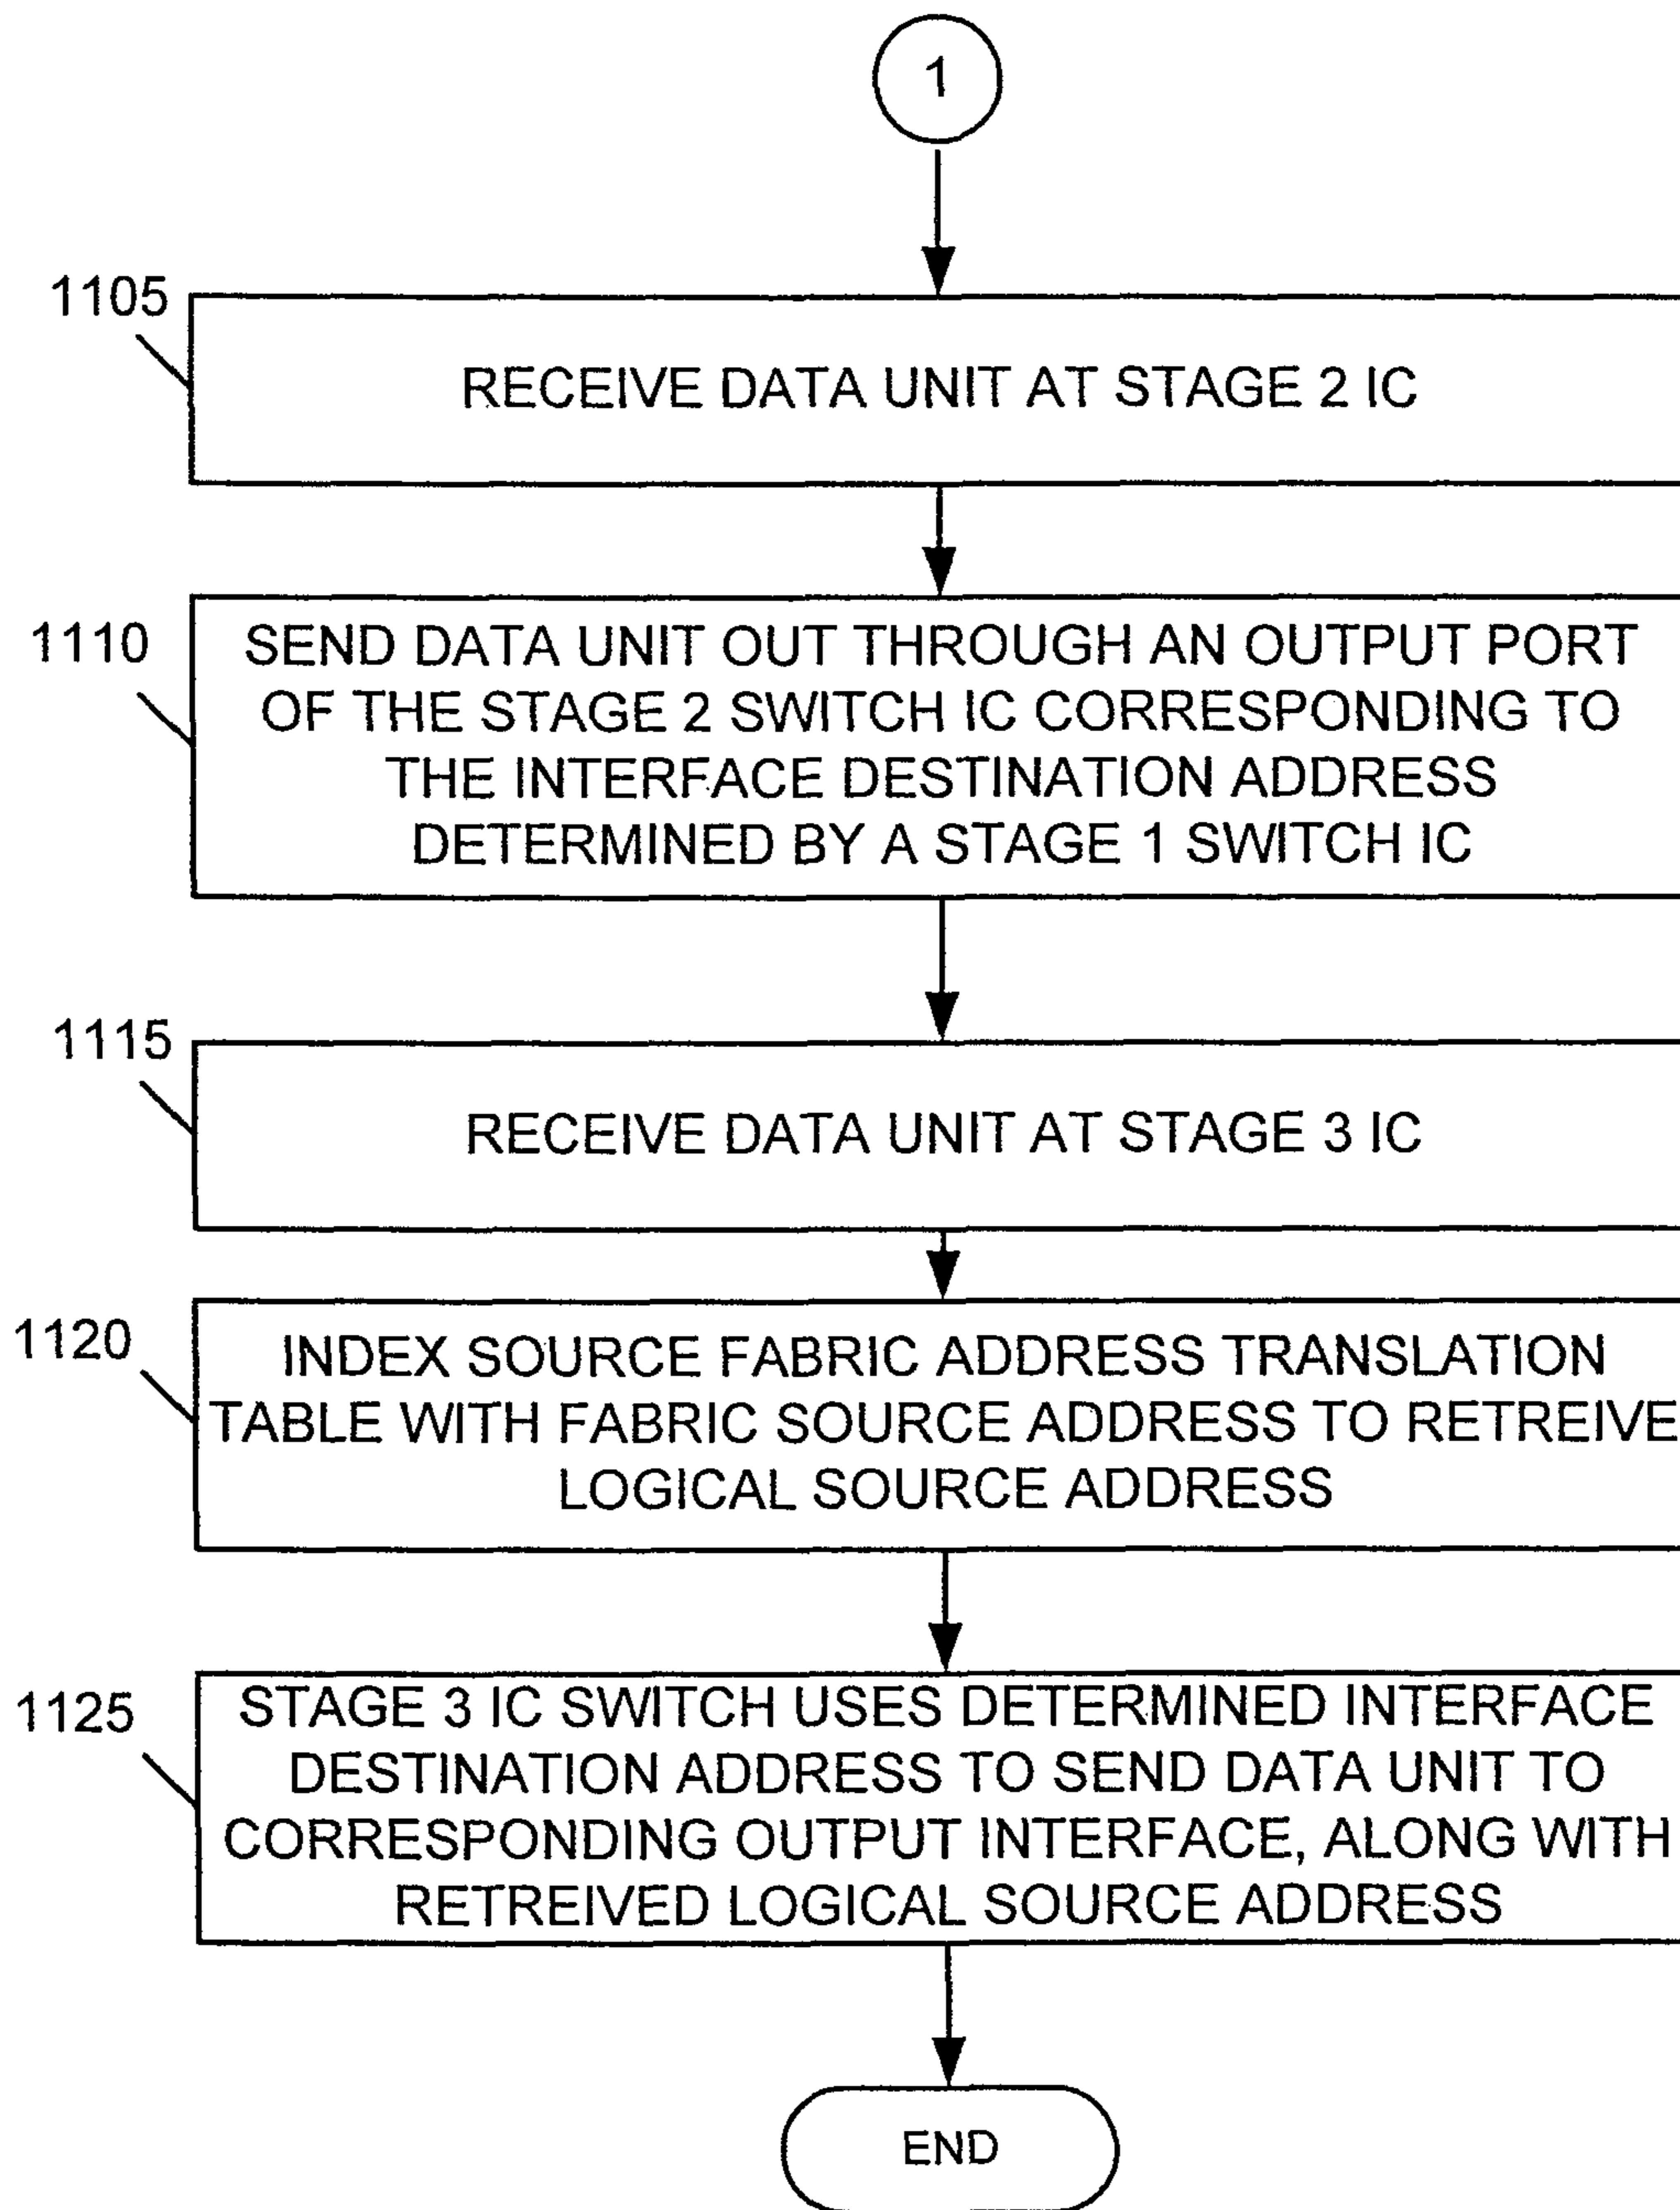 1
1105
RECEIVE DATA UNIT AT STAGE 2 IC
1110
SEND DATA UNIT OUT THROUGH AN OUTPUT PORT
OF THE STAGE 2 SWITCH IC CORRESPONDING TO
THE INTERFACE DESTINATION ADDRESS
DETERMINED BY A STAGE 1 SWITCH IC
1115
RECEIVE DATA UNIT AT STAGE 3 IC
1120
INDEX SOURCE FABRIC ADDRESS TRANSLATION
TABLE WITH FABRIC SOURCE ADDRESS TO RETREIVE
LOGICAL SOURCE ADDRESS
1125
STAGE 3 IC SWITCH USES DETERMINED INTERFACE
DESTINATION ADDRESS TO SEND DATA UNIT TO
CORRESPONDING OUTPUT INTERFACE, ALONG WITH
RETREIVED LOGICAL SOURCE ADDRESS
END